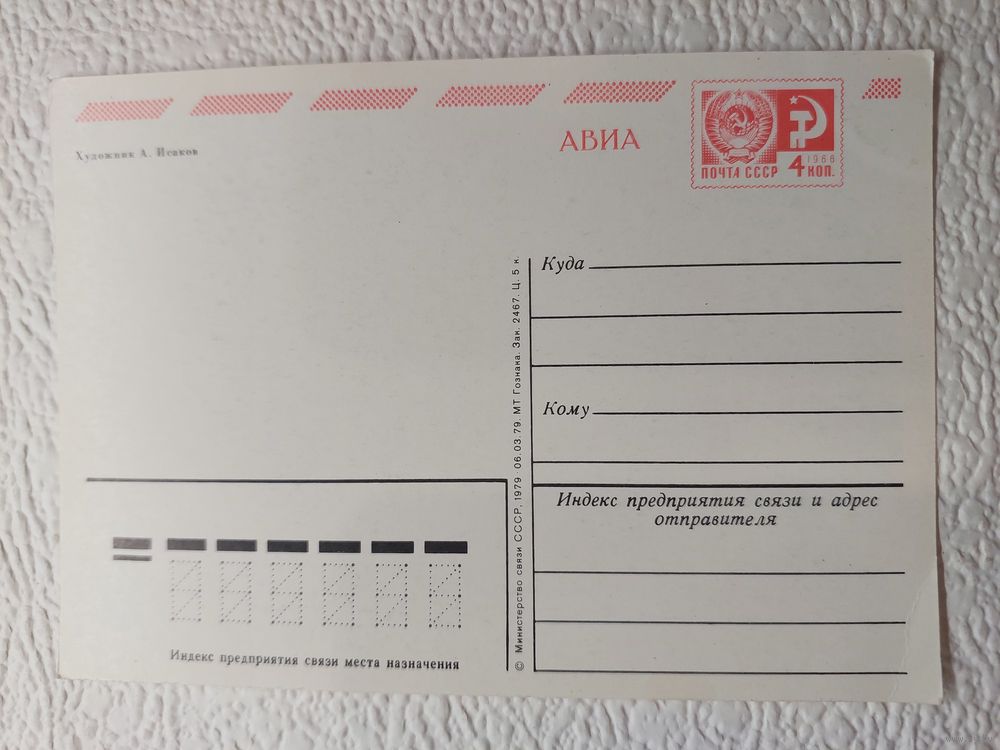 Художник А. Исаков
АВИА
ПОЧТА СССР
1966
4 КОП.
Куда
Кому
Индекс предприятия связи и адрес
отправителя
© Министерство связи СССР, 1979 06.03.79. МТ Гознака. Зак. 2467. Ц. 5 к.
Индекс предприятия связи места назначения